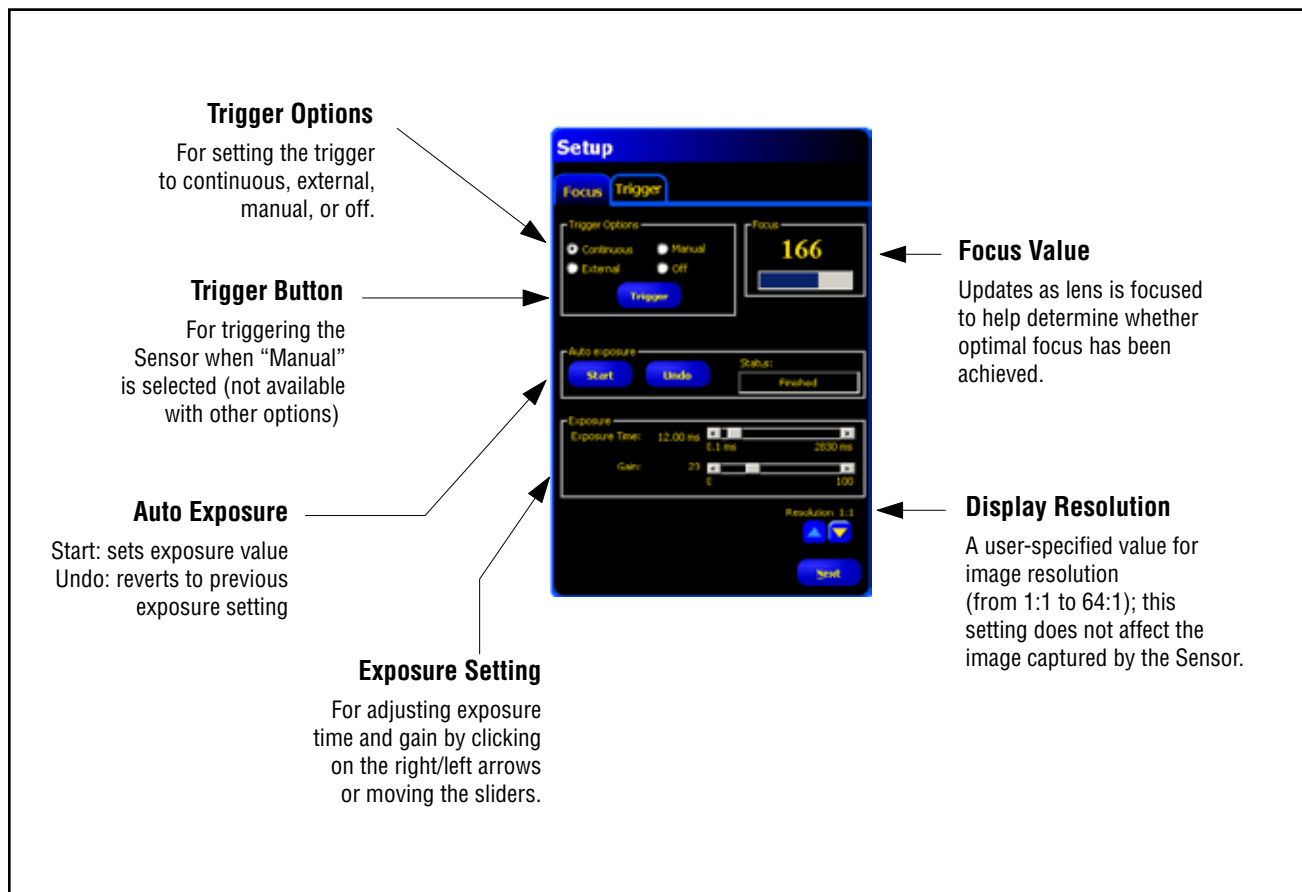 Trigger Options
For setting the trigger
to continuous, external,
manual, or off.
Trigger Button
For triggering the
Sensor when “Manual”
is selected (not available
with other options)
Auto Exposure
Start: sets exposure value
Undo: reverts to previous
exposure setting
Exposure Setting
For adjusting exposure
time and gain by clicking
on the right/left arrows
or moving the sliders.
Setup
Focus Trigger
Trigger Options
Continuous Manual
External Off
Trigger
Focus
166
Auto exposure
Start Undo
Status:
Finished
Exposure
Exposure Time: 12.00 ms
0.1 ms 2830 ms
Gain: 23
0 100
Resolution 1:1
Next
Focus Value
Updates as lens is focused
to help determine whether
optimal focus has been
achieved.
Display Resolution
A user-specified value for
image resolution
(from 1:1 to 64:1); this
setting does not affect the
image captured by the Sensor.